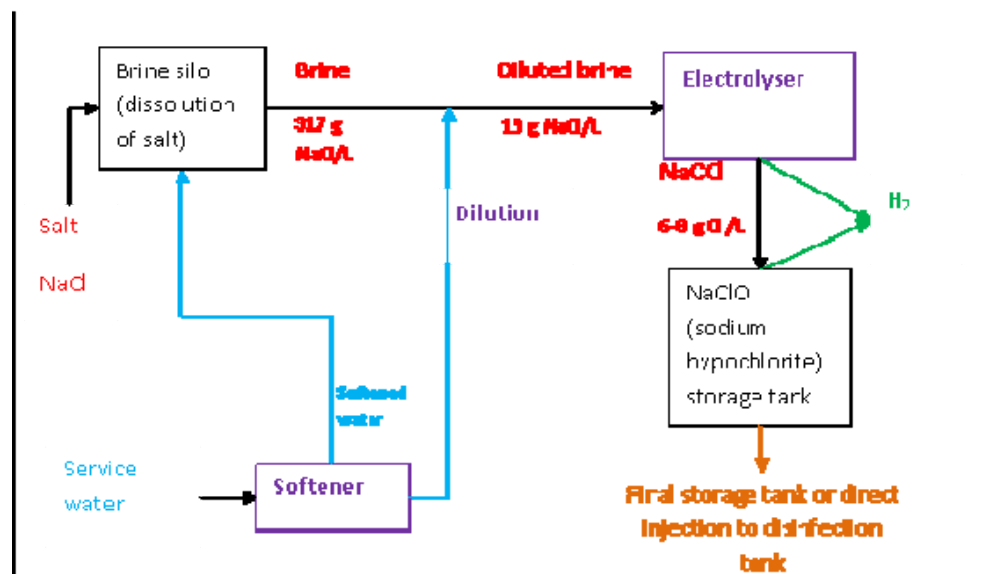 Brine silo
(dissolution
of salt)
Brine
317 g
NaCl/L
Diluted brine
13 g NaCl/L
Electrolyser
Salt
NaCl
Dilution
NaCCl
6-8 g Cl /L
H2
NaClO
(sodium
hypochlorite)
storage tank
Softened
water
Service
water
Softener
Final storage tank or direct
injection to disinfection
tank